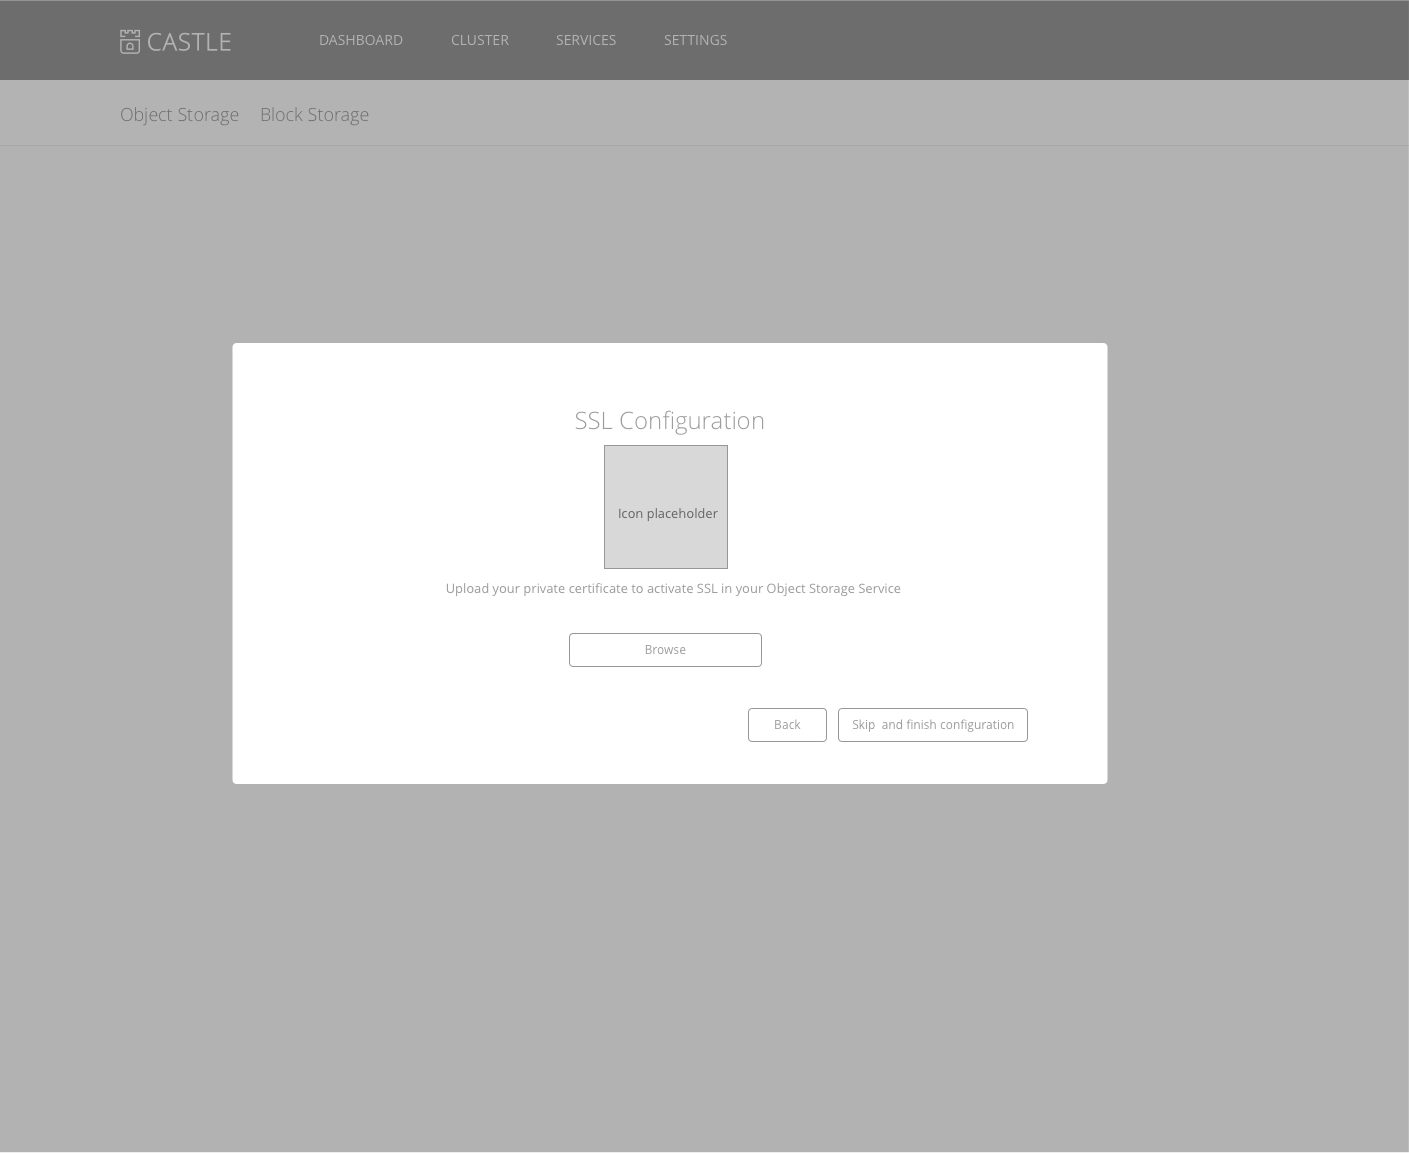 CASTLE
DASHBOARD CLUSTER SERVICES SETTINGS
Object Storage Block Storage
SSL Configuration
Icon placeholder
Upload your private certificate to activate SSL in your Object Storage Service
Browse
Back
Skip  and finish configuration